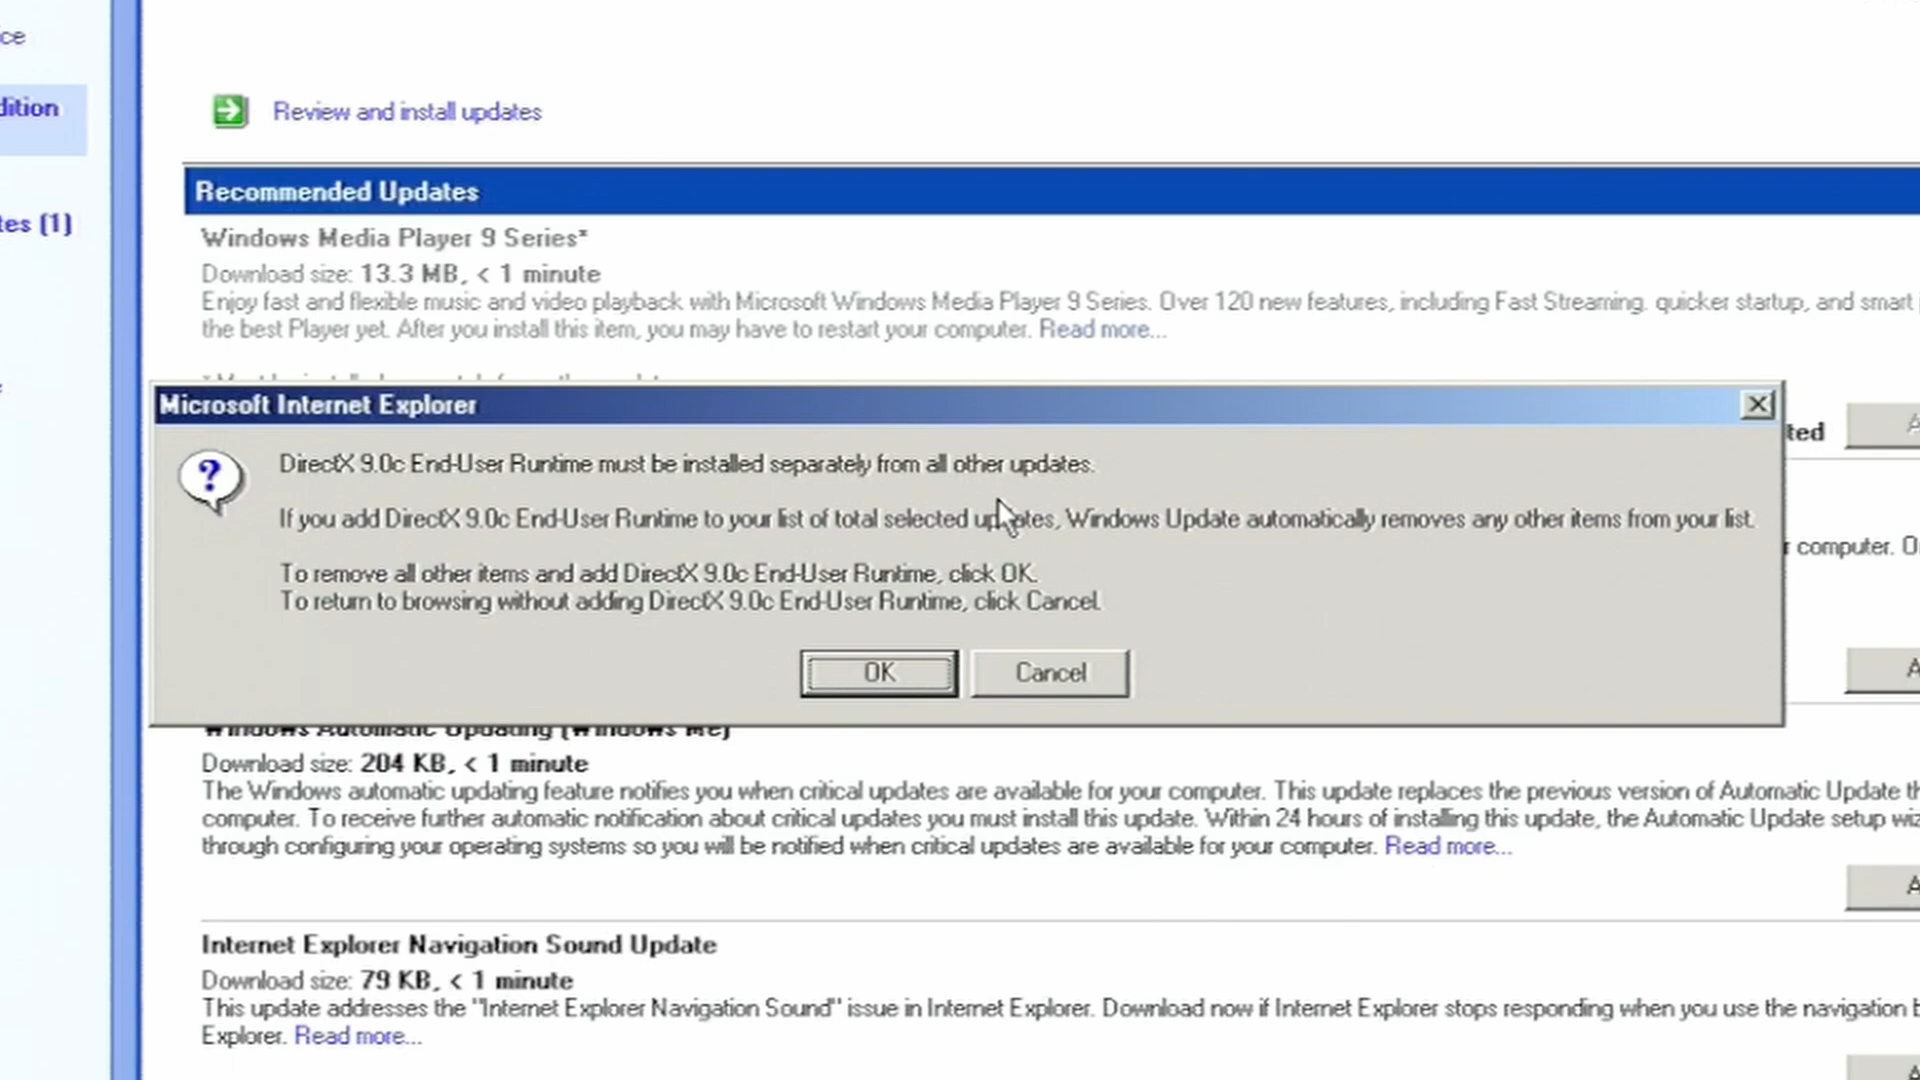 ce
dition
tes (1)
Review and install updates
Recommended Updates
Windows Media Player 9 Series*
Download size: 13.3 MB, < 1 minute
Enjoy fast and flexible music and video playback with Microsoft Windows Media Player 9 Series. Over 120 new features, including Fast Streaming. quicker startup, and smart
the best Player yet. After you install this item, you may have to restart your computer. Read more...
Microsoft Internet Explorer
ted
DirectX 9.0c End-User Runtime must be installed separately from all other updates.
If you add DirectX 9.0c End-User Runtime to your list of total selected updates, Windows Update automatically removes any other items from your list.
computer. O
To remove all other items and add DirectX 9.0c End-User Runtime, click OK.
To return to browsing without adding DirectX 9.0c End-User Runtime, click Cancel.
OK Cancel
A
Windows Automatic Updating (Windows Me)
Download size: 204 KB, < 1 minute
The Windows automatic updating feature notifies you when critical updates are available for your computer. This update replaces the previous version of Automatic Update th
computer. To receive further automatic notification about critical updates you must install this update. Within 24 hours of installing this update, the Automatic Update setup wiz
through configuring your operating systems so you will be notified when critical updates are available for your computer. Read more...
A
Internet Explorer Navigation Sound Update
Download size: 79 KB, < 1 minute
This update addresses the "Internet Explorer Navigation Sound" issue in Internet Explorer. Download now if Internet Explorer stops responding when you use the navigation b
Explorer. Read more...